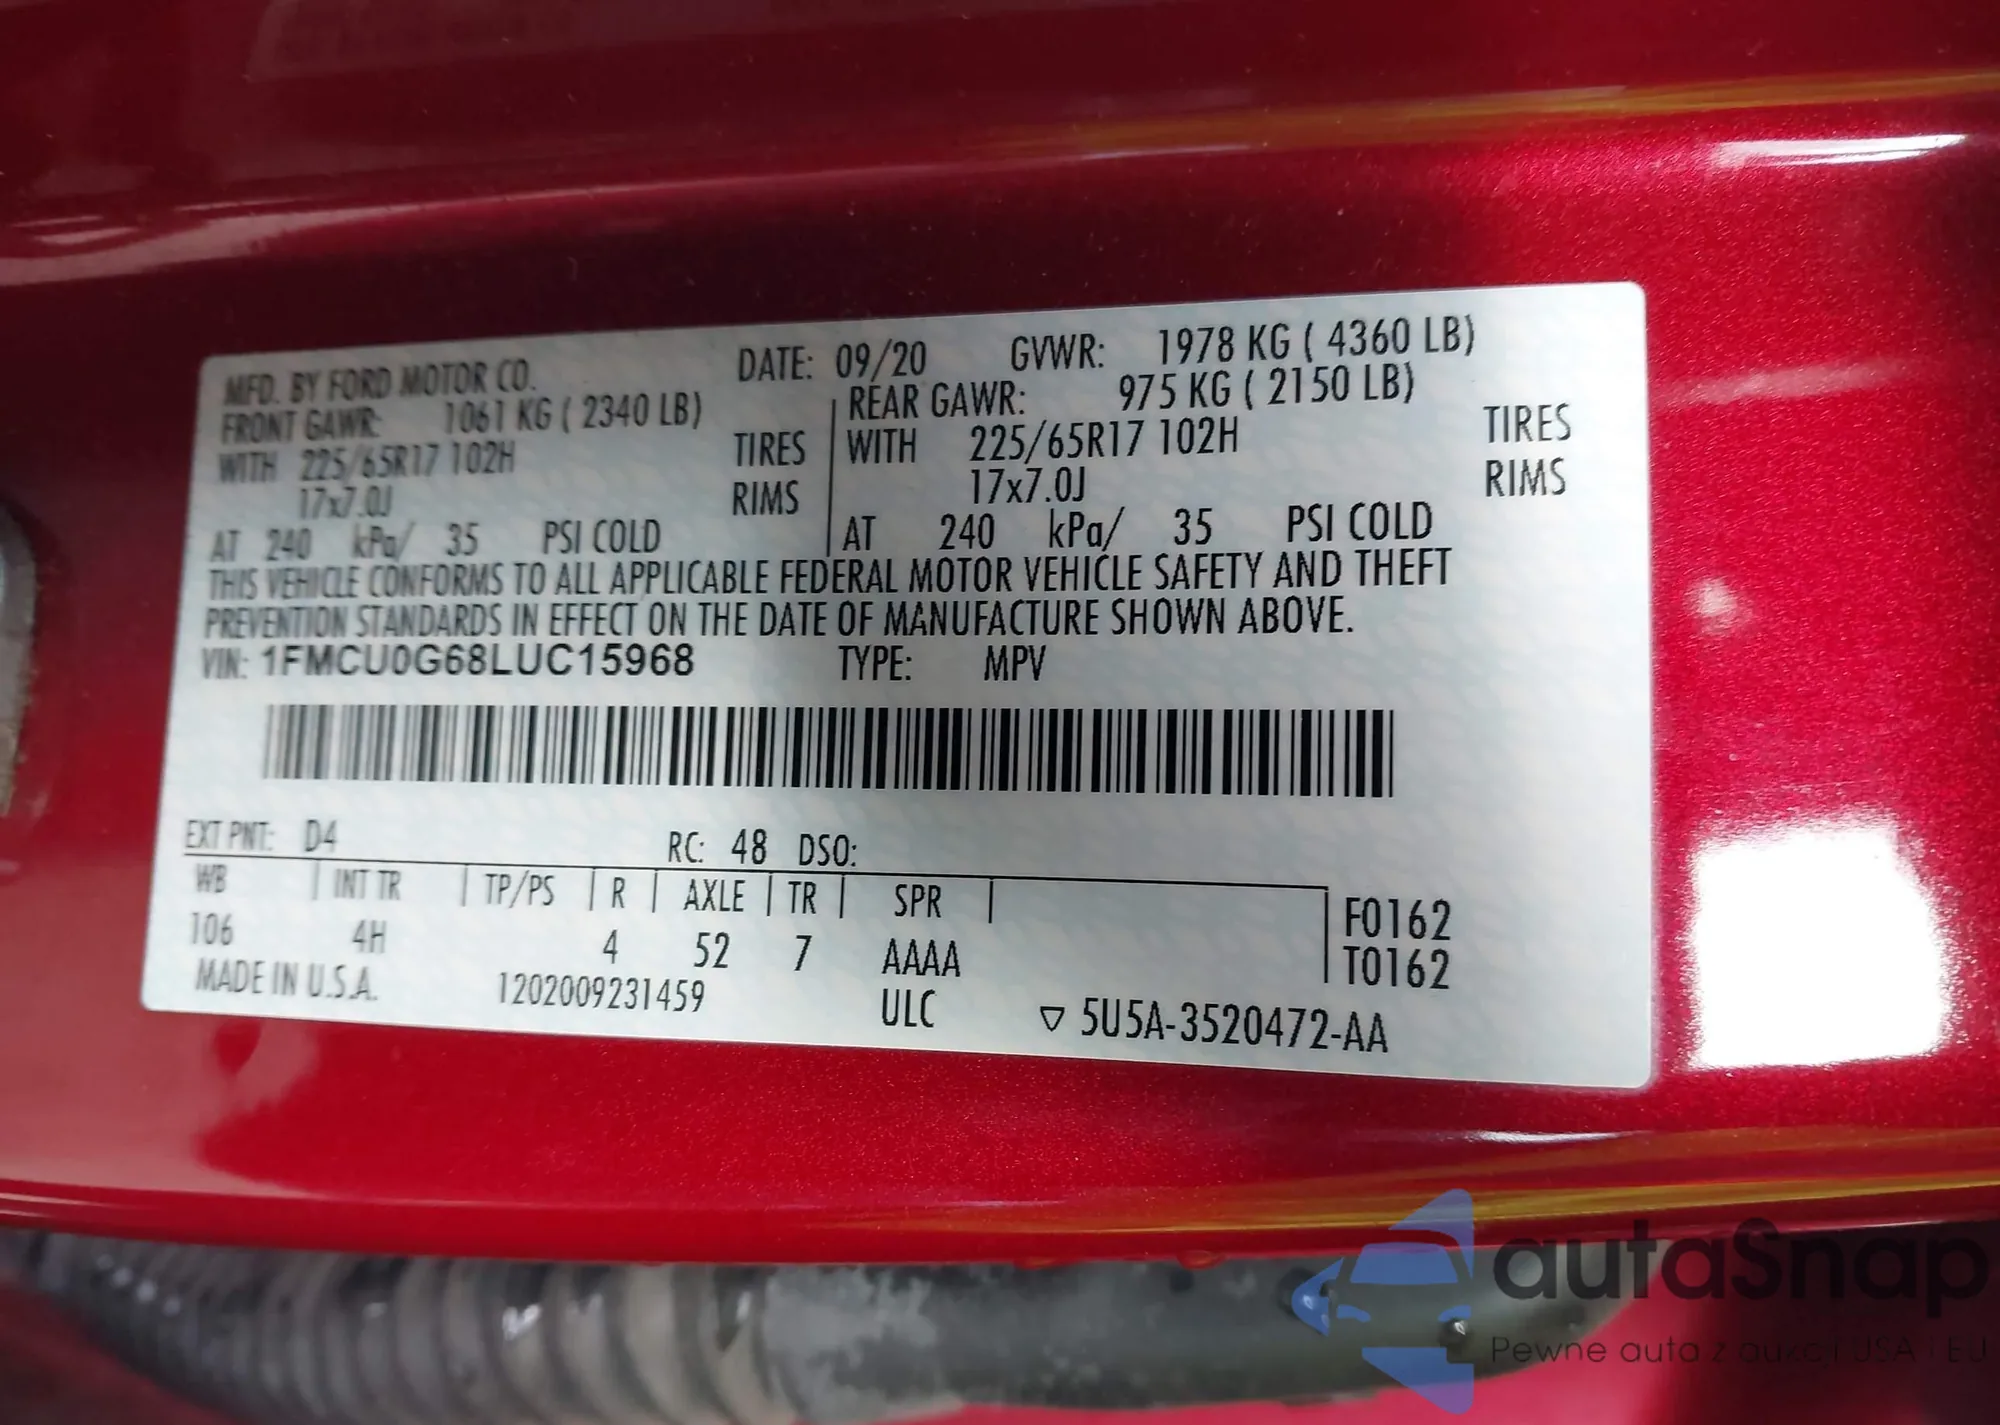 MFD. BY FORD MOTOR CO. DATE: 09/20 GVWR: 1978 KG ( 4360 LB)
FRONT GAWR: 1061 KG ( 2340 LB) REAR GAWR: 975 KG ( 2150 LB)
WITH 225/65R17 102H TIRES WITH 225/65R17 102H TIRES
17x7.0J RIMS 17x7.0J RIMS
AT 240 kPa/ 35 PSI COLD AT 240 kPa/ 35 PSI COLD
THIS VEHICLE CONFORMS TO ALL APPLICABLE FEDERAL MOTOR VEHICLE SAFETY AND THEFT
PREVENTION STANDARDS IN EFFECT ON THE DATE OF MANUFACTURE SHOWN ABOVE.
VIN: 1FMCU0G68LUC15968 TYPE: MPV
EXT PNT: D4 RC: 48 DSO:
WB INT TR TP/PS R AXLE TR SPR F0162
106 4H 4 52 7 AAAA T0162
MADE IN U.S.A. 1202009231459 ULC ▽ 5U5A-3520472-AA
autaSnap
Pewne auta z aukcji USA i EU